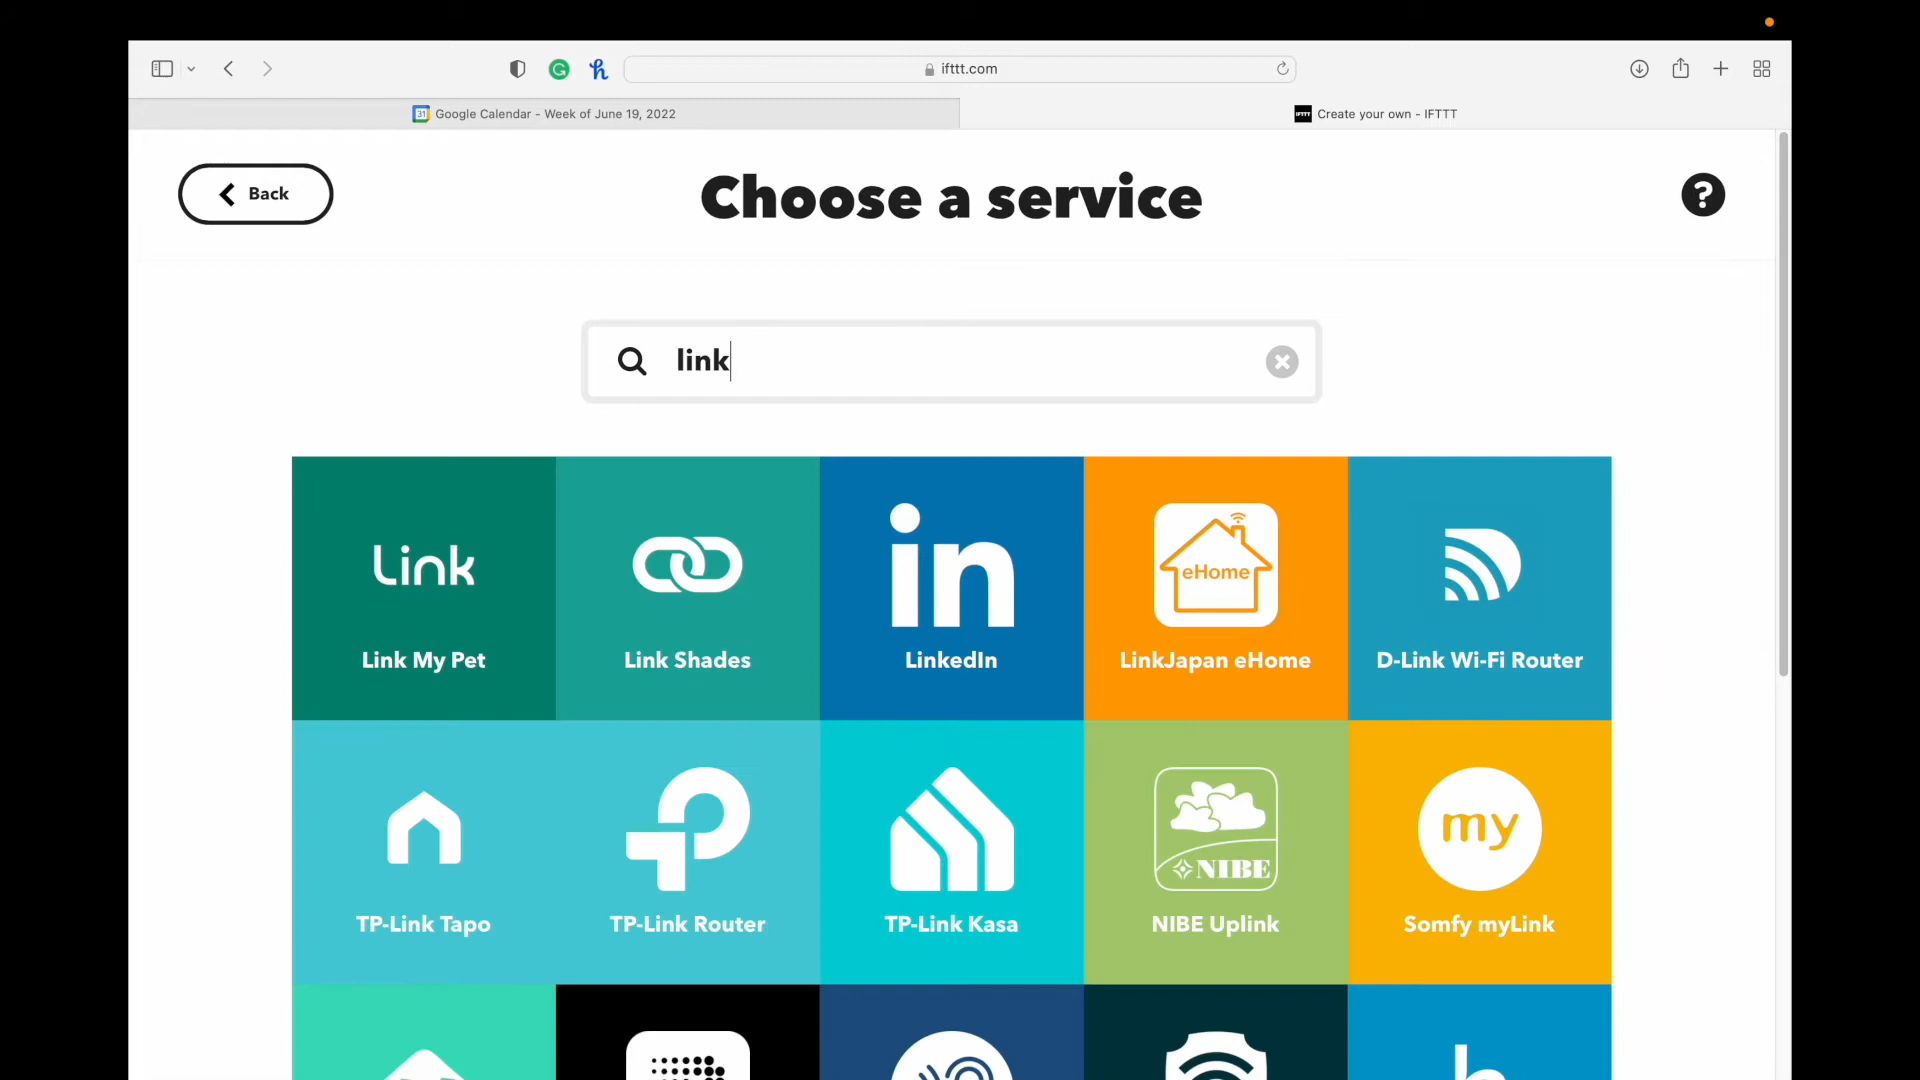 ifttt.com
31 Google Calendar - Week of June 19, 2022
IFTTT Create your own - IFTTT
Back
Choose a service
?
link
Link
eHome
Link My Pet
Link Shades
in
LinkedIn
LinkJapan eHome
D-Link Wi-Fi Router
NIBE
my
TP-Link Tapo
TP-Link Router
TP-Link Kasa
NIBE Uplink
Somfy myLink